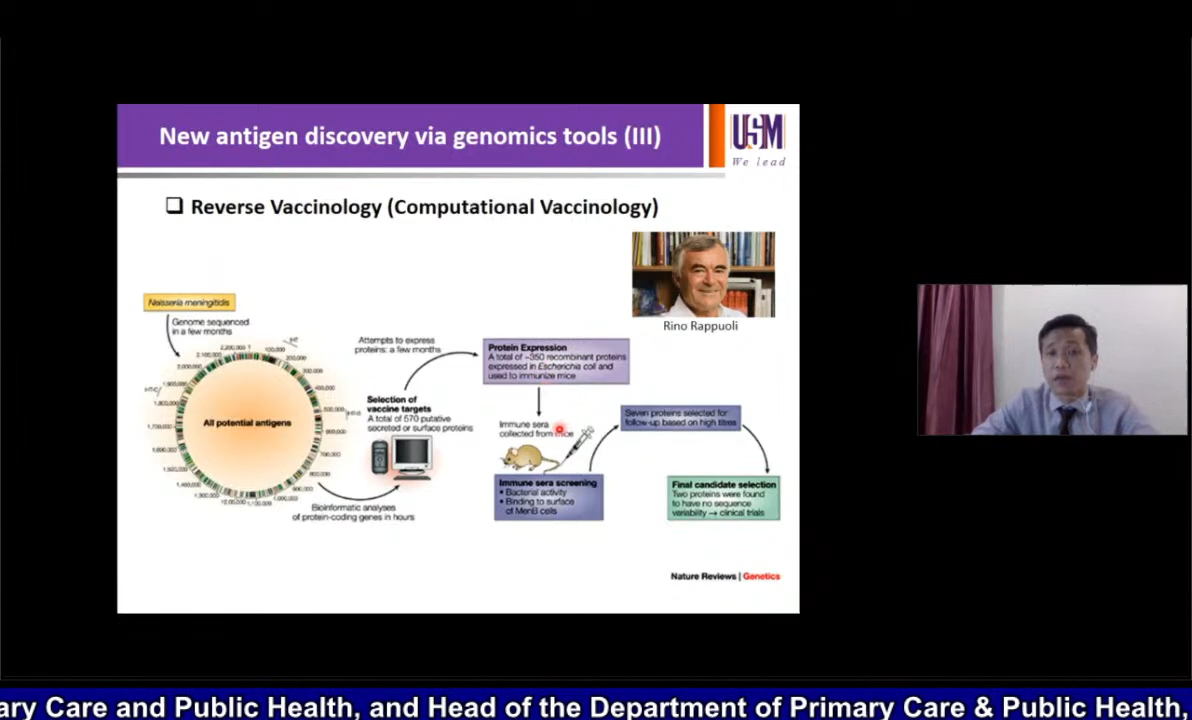 New antigen discovery via genomics tools (III)
USM
We lead
Reverse Vaccinology (Computational Vaccinology)
Rino Rappuoli
Neisseria meningitidis
Genome sequenced
in a few months
All potential antigens
Bioinformatic analyses
of protein-coding genes in hours
Selection of
vaccine targets
A total of 570 putative
secreted or surface proteins
Attempts to express
proteins: a few months
Protein Expression
A total of ~350 recombinant proteins
expressed in Escherichia coli and
used to immunize mice
Immune sera
collected from mice
Immune sera screening
• Bacterial activity
• Binding to surface
of MenB cells
Seven proteins selected for
follow-up based on high titres
Final candidate selection
Two proteins were found
to have no sequence
variability → clinical trials
Nature Reviews | Genetics
ary Care and Public Health, and Head of the Department of Primary Care & Public Health,